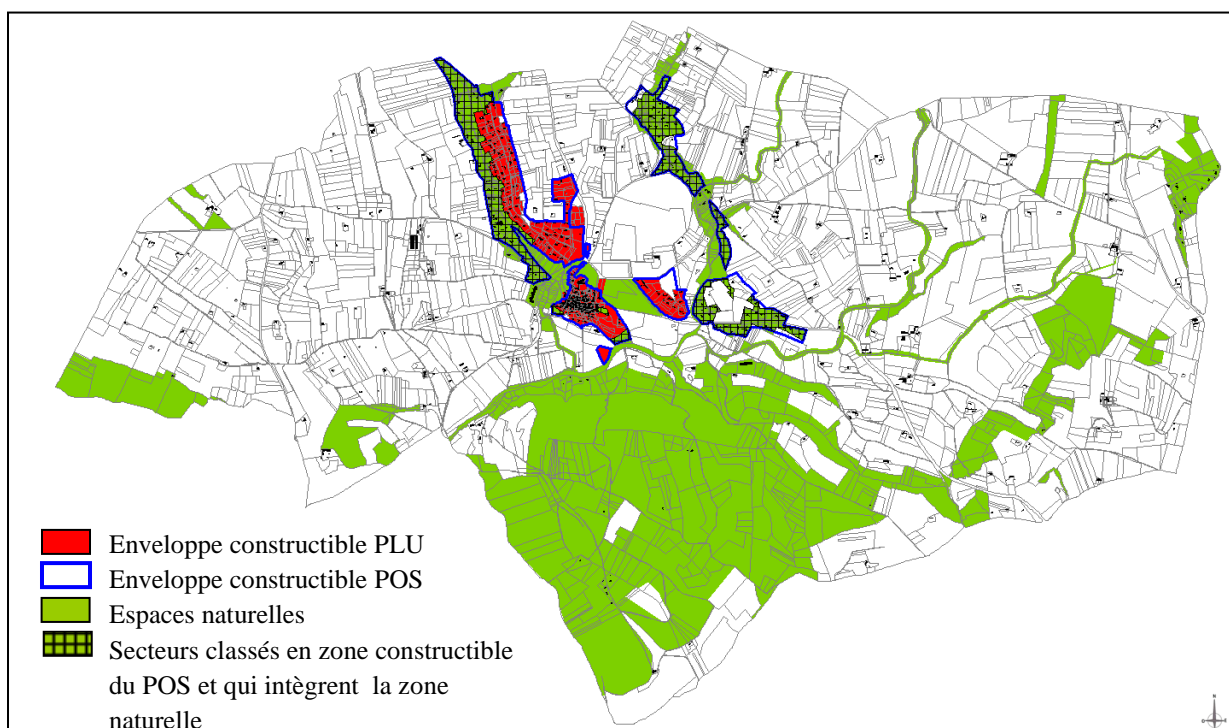 Enveloppe constructible PLU
Enveloppe constructible POS
Espaces naturelles
Secteurs classés en zone constructible
du POS et qui intègrent la zone
naturelle